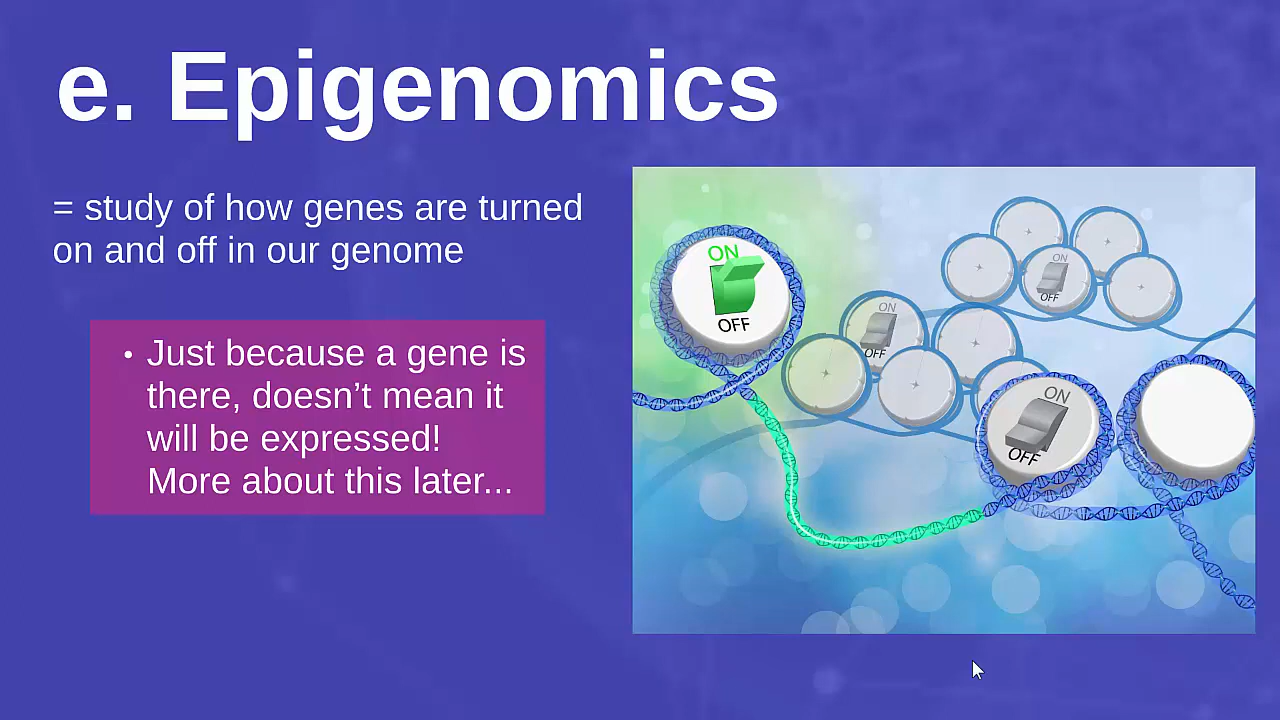 e. Epigenomics
= study of how genes are turned
on and off in our genome
• Just because a gene is
there, doesn’t mean it
will be expressed!
More about this later...
ON
OFF
ON
OFF
ON
OFF
ON
OFF